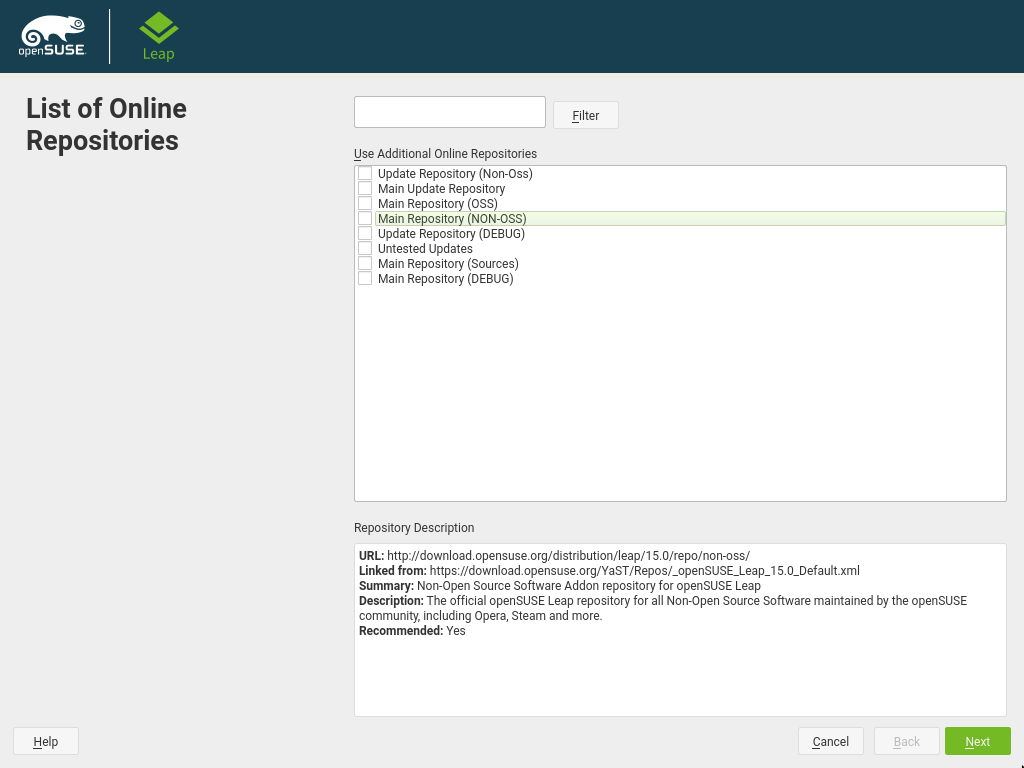 openSUSE
Leap
List of Online
Repositories
Filter
Use Additional Online Repositories
Update Repository (Non-Oss)
Main Update Repository
Main Repository (OSS)
Main Repository (NON-OSS)
Update Repository (DEBUG)
Untested Updates
Main Repository (Sources)
Main Repository (DEBUG)
Repository Description
URL: http://download.opensuse.org/distribution/leap/15.0/repo/non-oss/
Linked from: https://download.opensuse.org/YaST/Repos/_openSUSE_Leap_15.0_Default.xml
Summary: Non-Open Source Software Addon repository for openSUSE Leap
Description: The official openSUSE Leap repository for all Non-Open Source Software maintained by the openSUSE
community, including Opera, Steam and more.
Recommended: Yes
Help
Cancel
Back
Next